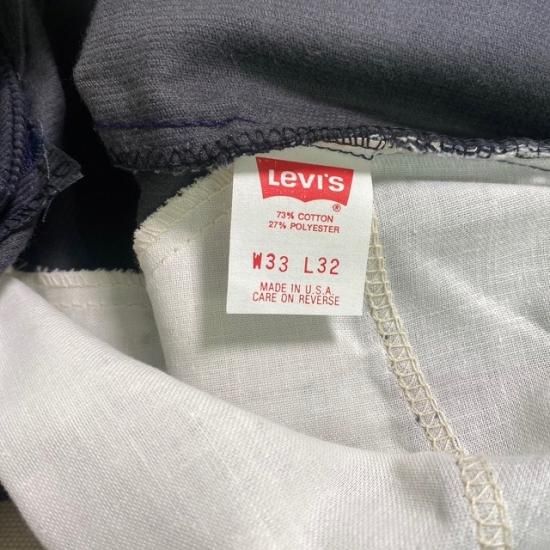 Levi's
®
73% COTTON
27% POLYESTER
W33 L32
MADE IN U.S.A.
CARE ON REVERSE